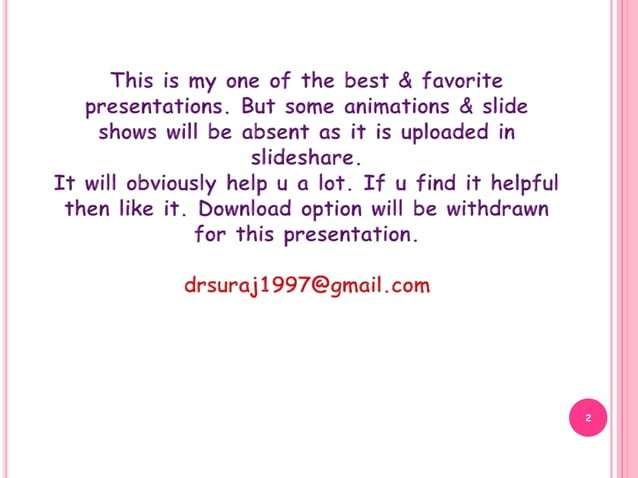 This is my one of the best & favorite
presentations. But some animations & slide
shows will be absent as it is uploaded in
slideshare.
It will obviously help u a lot. If u find it helpful
then like it. Download option will be withdrawn
for this presentation.
drsuraj1997@gmail.com
2